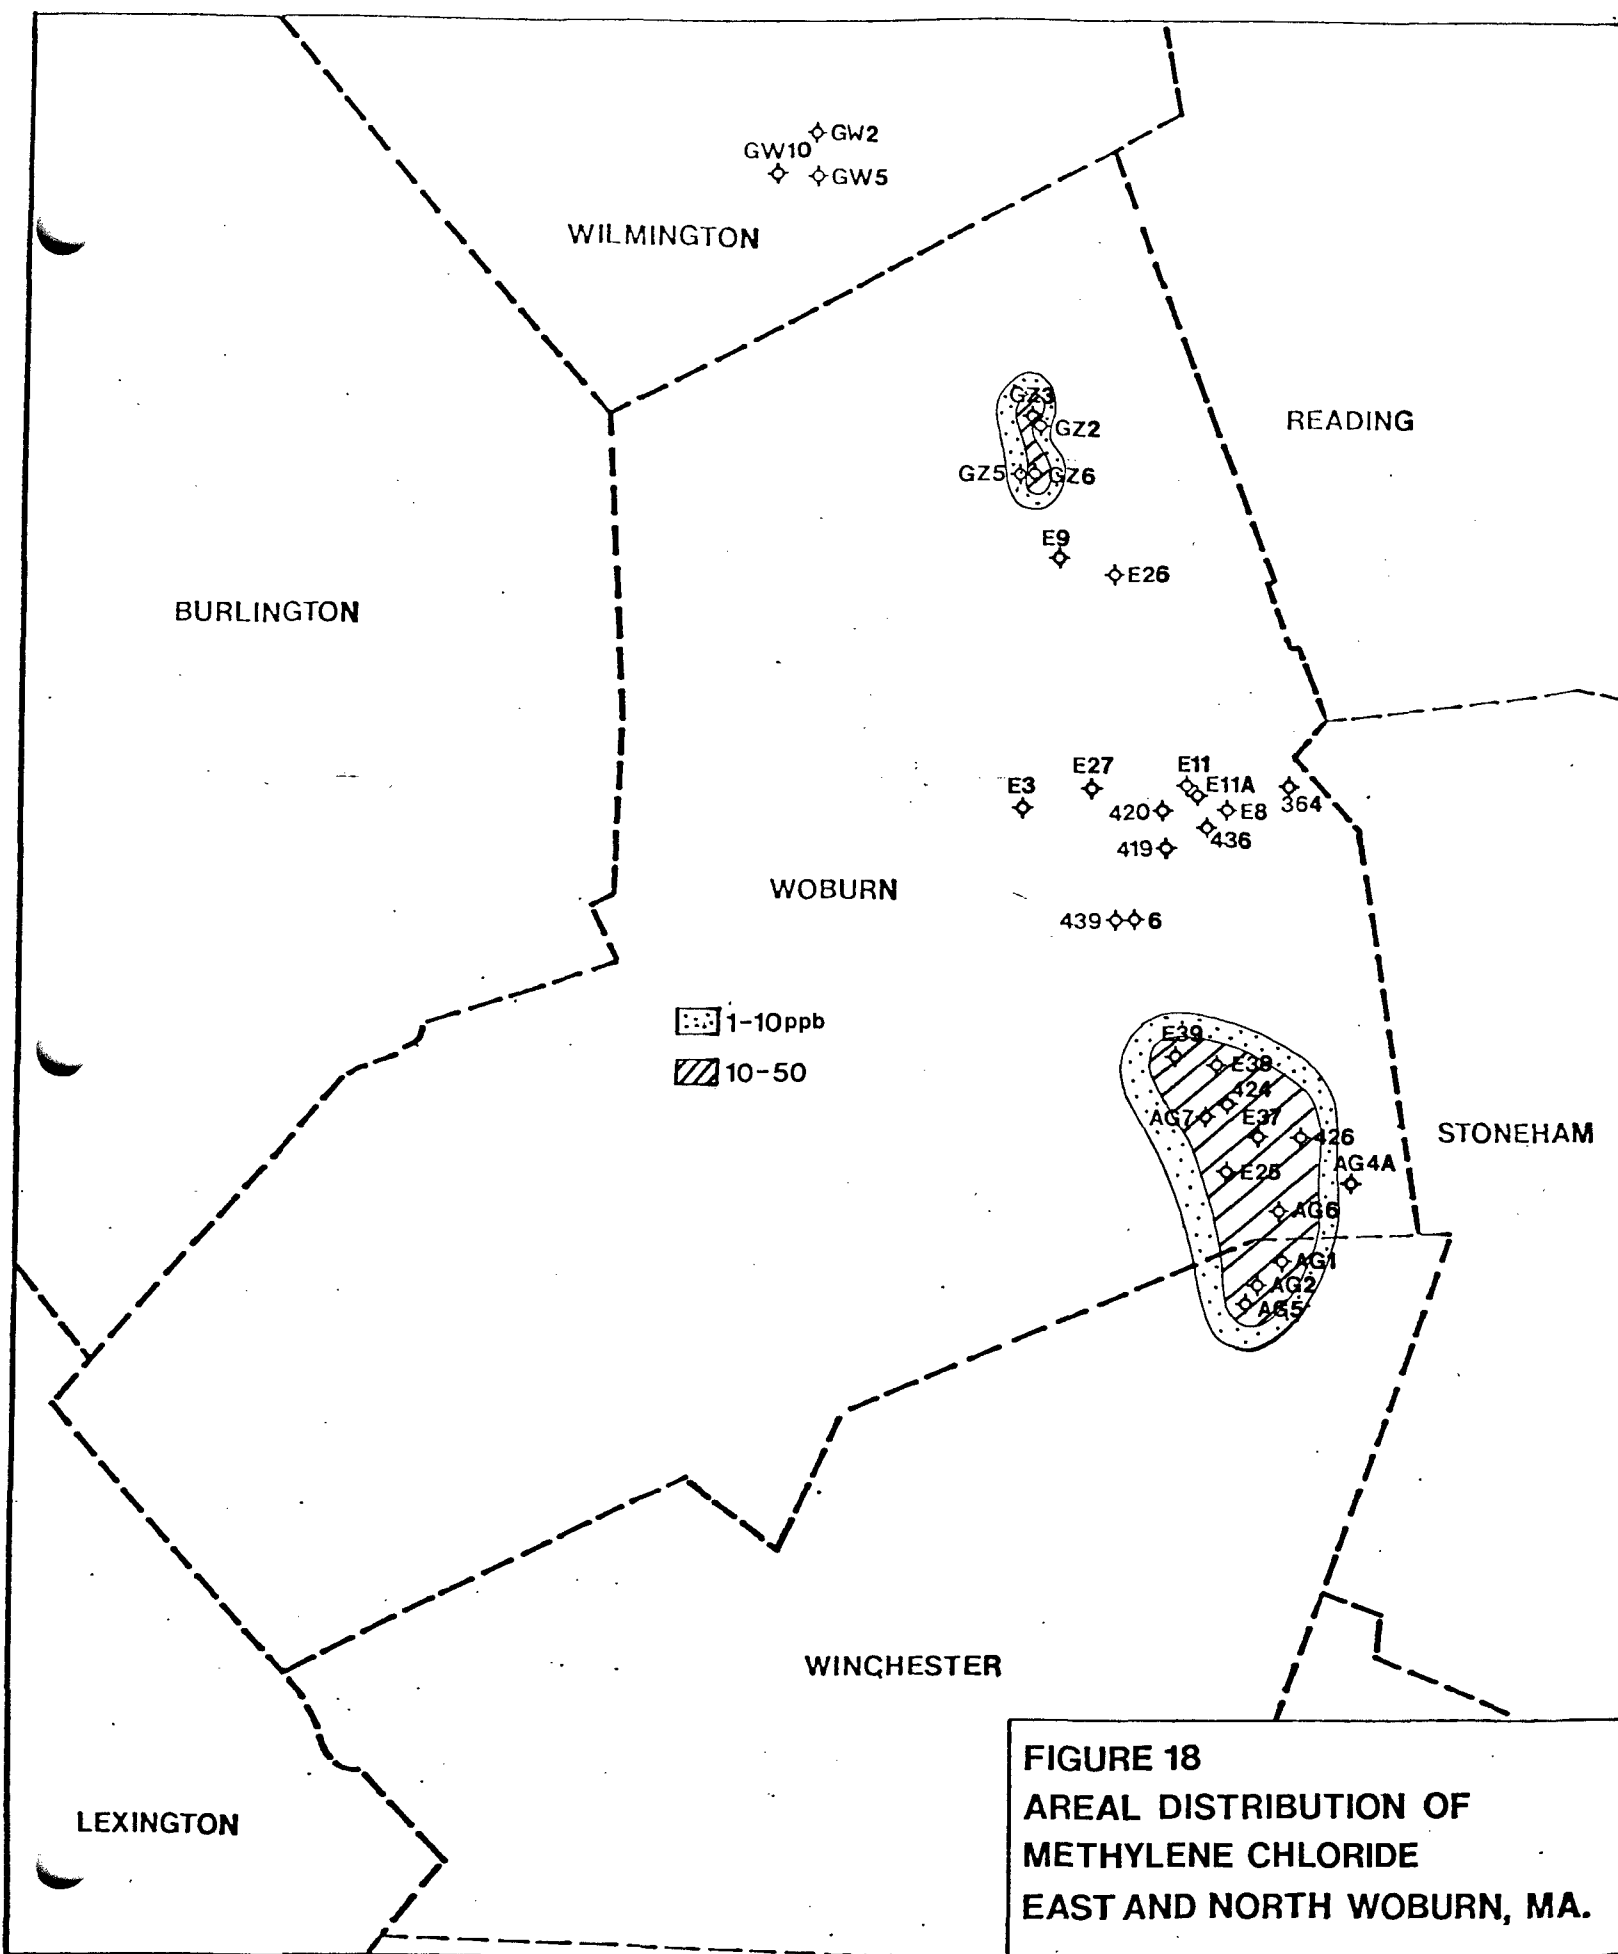 GW2
GW10
GW5
WILMINGTON
GZ3
GZ2
READING
GZ5
GZ6
E9
E26
BURLINGTON
E11
E27
E11A
E3
364
420
E8
436
419
WOBURN
439
6
1-10ppb
E39
E38
10-50
424
AG7
E37
426
STONEHAM
AG4A
E25
AG6
AG1
AG2
AG5
WINCHESTER
FIGURE 18
AREAL DISTRIBUTION OF
METHYLENE CHLORIDE
EAST AND NORTH WOBURN, MA.
LEXINGTON